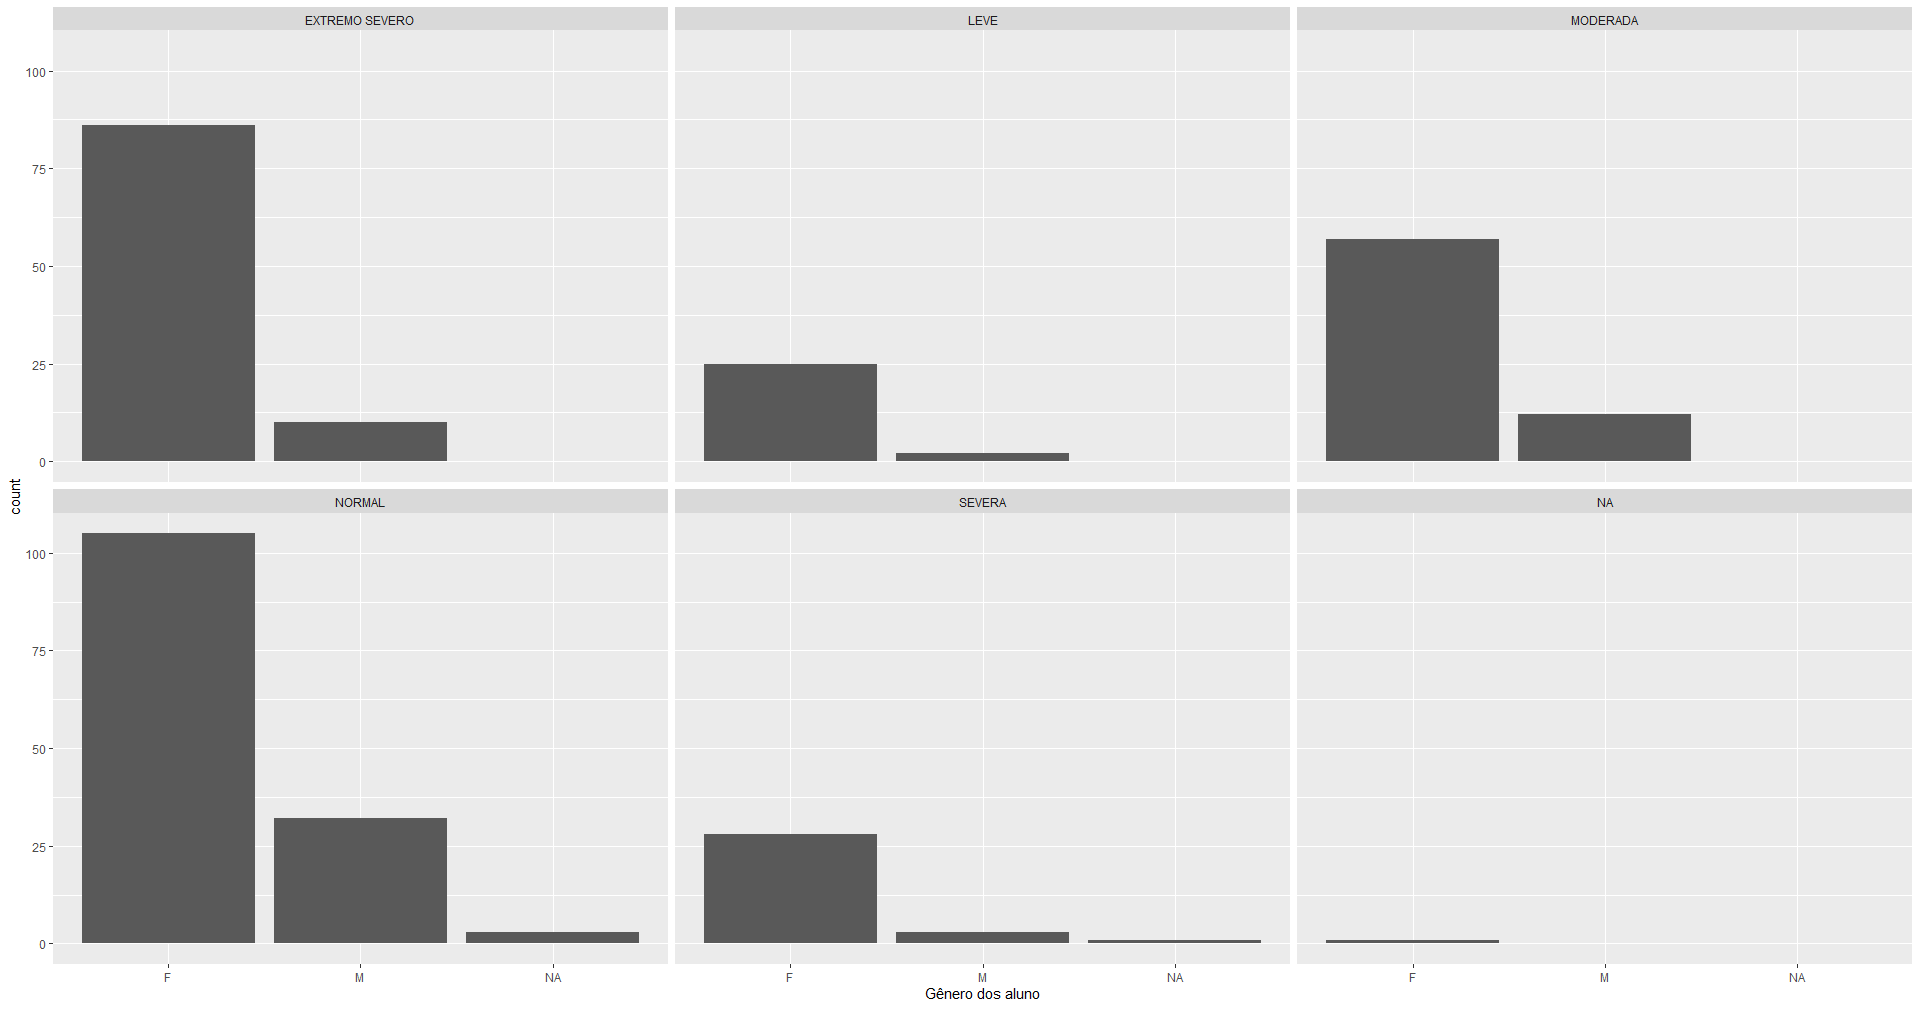 EXTREMO SEVERO
LEVE
MODERADA
100
75
50
25
0
count
NORMAL
SEVERA
NA
100
75
50
25
0
F
M
NA
F
M
NA
F
M
NA
Gênero dos aluno